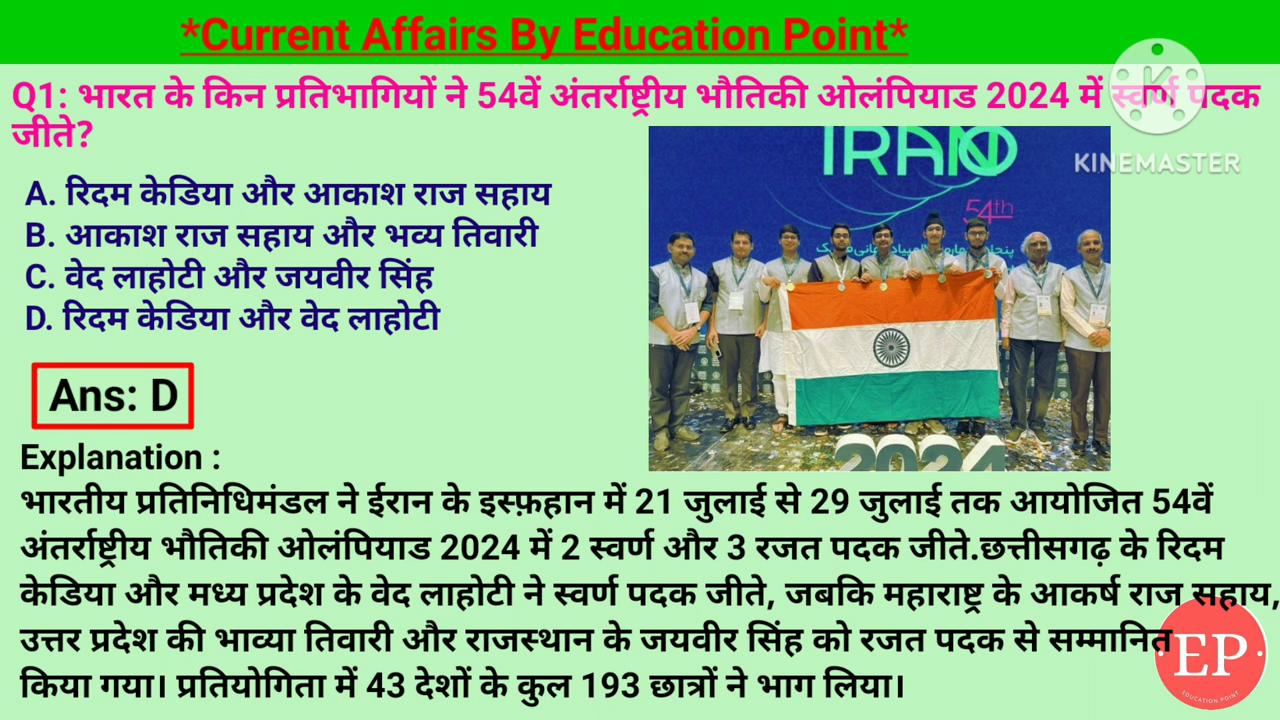 *Current Affairs By Education Point*
Q1: भारत के किन प्रतिभागियों ने 54वें अंतर्राष्ट्रीय भौतिकी ओलंपियाड 2024 में स्वर्ण पदक
जीते?
KINEMASTER
A. रिदम केडिया और आकाश राज सहाय
B. आकाश राज सहाय और भव्य तिवारी
C. वेद लाहोटी और जयवीर सिंह
D. रिदम केडिया और वेद लाहोटी
IRAN
54th
2024
Ans: D
Explanation :
भारतीय प्रतिनिधिमंडल ने ईरान के इस्फ़हान में 21 जुलाई से 29 जुलाई तक आयोजित 54वें
अंतर्राष्ट्रीय भौतिकी ओलंपियाड 2024 में 2 स्वर्ण और 3 रजत पदक जीते.छत्तीसगढ़ के रिदम
केडिया और मध्य प्रदेश के वेद लाहोटी ने स्वर्ण पदक जीते, जबकि महाराष्ट्र के आकर्ष राज सहाय,
उत्तर प्रदेश की भाव्या तिवारी और राजस्थान के जयवीर सिंह को रजत पदक से सम्मानित
किया गया। प्रतियोगिता में 43 देशों के कुल 193 छात्रों ने भाग लिया।
EP
EDUCATION POINT